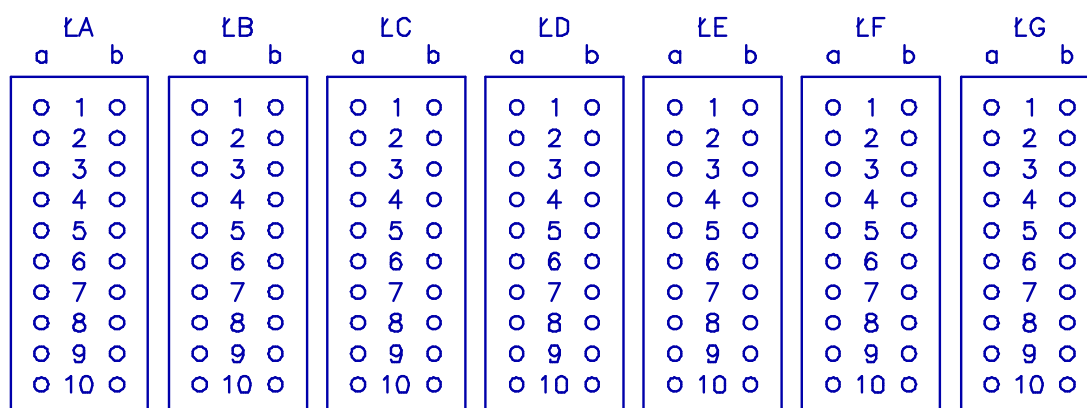 ŁA ŁB ŁC ŁD ŁE ŁF ŁG
a b a b a b a b a b a b a b
1 1 1 1 1 1 1
2 2 2 2 2 2 2
3 3 3 3 3 3 3
4 4 4 4 4 4 4
5 5 5 5 5 5 5
6 6 6 6 6 6 6
7 7 7 7 7 7 7
8 8 8 8 8 8 8
9 9 9 9 9 9 9
10 10 10 10 10 10 10